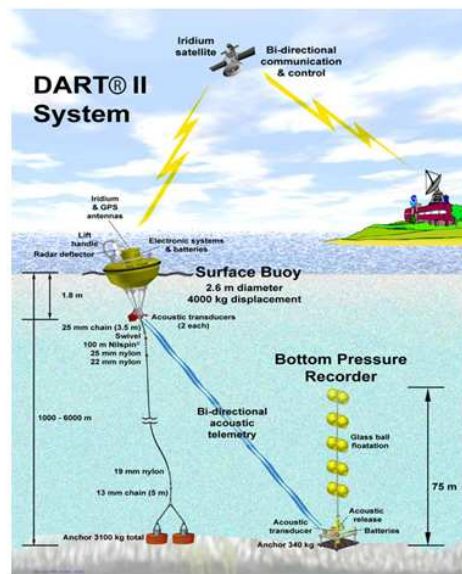 DART® II
System
Iridium
satellite
Bi-directional
communication
& control
Iridium
& GPS
antennas
Lift
handle
Radar deflector
Electronic systems
& batteries
Surface Buoy
2.6 m diameter
4000 kg displacement
1.8 m
Acoustic transducers
(2 each)
25 mm chain (3.5 m)
Swivel
100 m Nilspin®
25 mm nylon
22 mm nylon
Bottom Pressure
Recorder
1000 - 6000 m
Bi-directional
acoustic
telemetry
Glass ball
floatation
75 m
19 mm nylon
13 mm chain (5 m)
Acoustic
transducer
Acoustic
release
Batteries
Anchor 3100 kg total
Anchor 340 kg